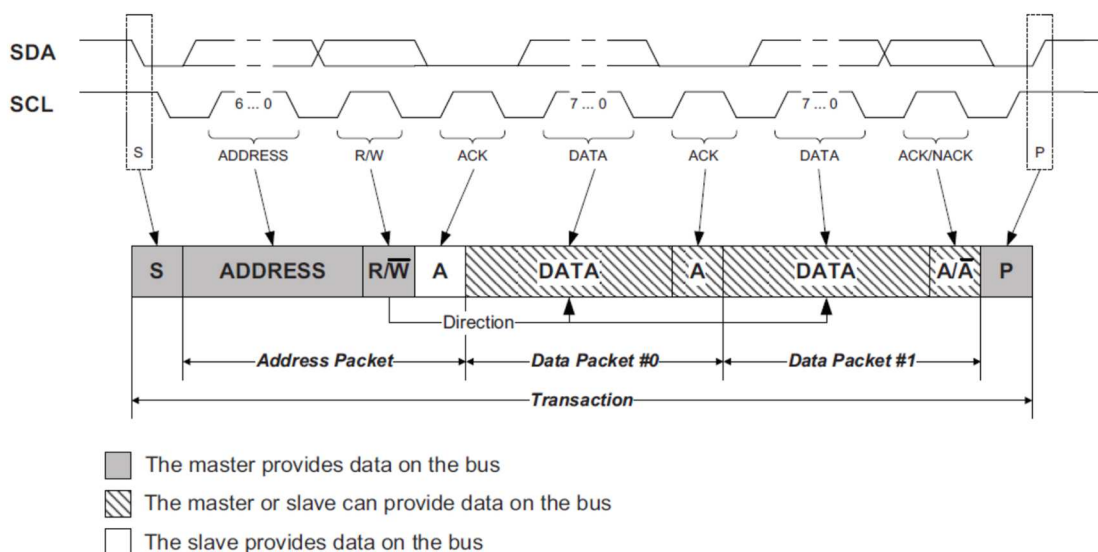 SDA
SCL
6 ... 0
7 ... 0
7 ... 0
S
ADDRESS
R/W
ACK
DATA
ACK
DATA
ACK/NACK
P
S
ADDRESS
R/W̅
A
DATA
A
DATA
A/A̅
P
Direction
Address Packet
Data Packet #0
Data Packet #1
Transaction
The master provides data on the bus
The master or slave can provide data on the bus
The slave provides data on the bus